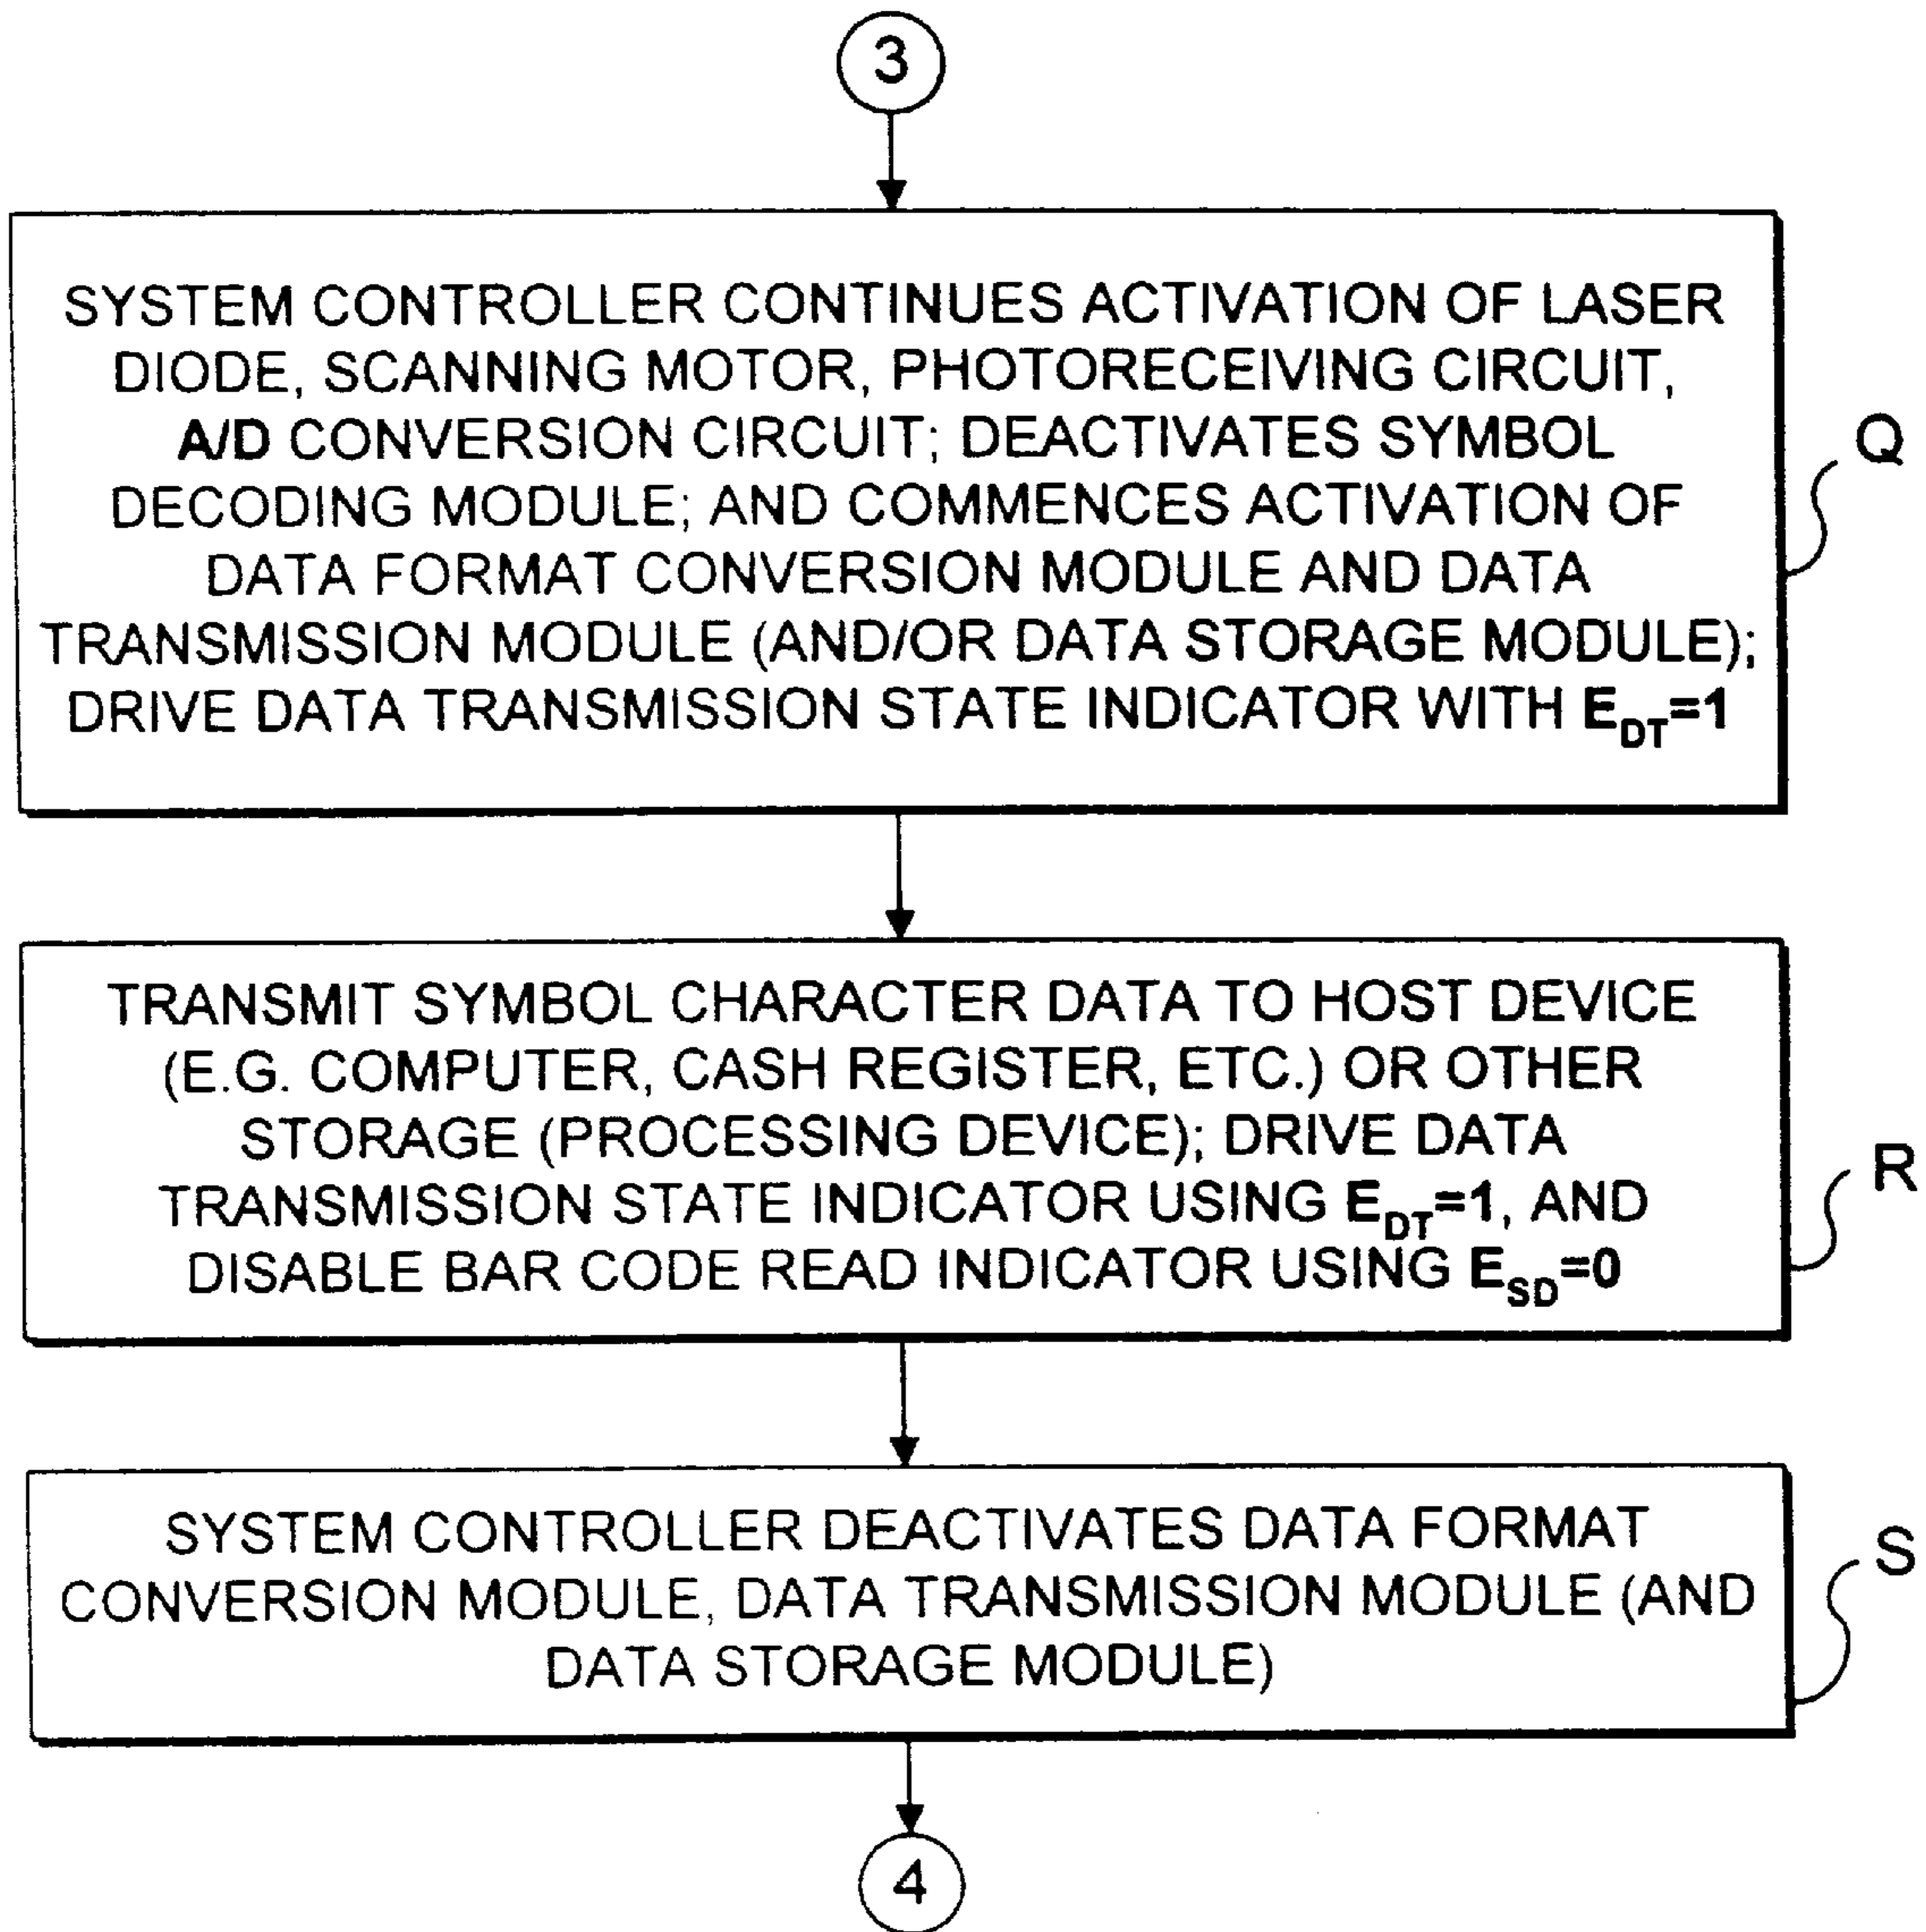 3
SYSTEM CONTROLLER CONTINUES ACTIVATION OF LASER
DIODE, SCANNING MOTOR, PHOTORECEIVING CIRCUIT,
A/D CONVERSION CIRCUIT; DEACTIVATES SYMBOL
DECODING MODULE; AND COMMENCES ACTIVATION OF
DATA FORMAT CONVERSION MODULE AND DATA
TRANSMISSION MODULE (AND/OR DATA STORAGE MODULE);
DRIVE DATA TRANSMISSION STATE INDICATOR WITH E_DT=1
Q
TRANSMIT SYMBOL CHARACTER DATA TO HOST DEVICE
(E.G. COMPUTER, CASH REGISTER, ETC.) OR OTHER
STORAGE (PROCESSING DEVICE); DRIVE DATA
TRANSMISSION STATE INDICATOR USING E_DT=1, AND
DISABLE BAR CODE READ INDICATOR USING E_SD=0
R
SYSTEM CONTROLLER DEACTIVATES DATA FORMAT
CONVERSION MODULE, DATA TRANSMISSION MODULE (AND
DATA STORAGE MODULE)
S
4